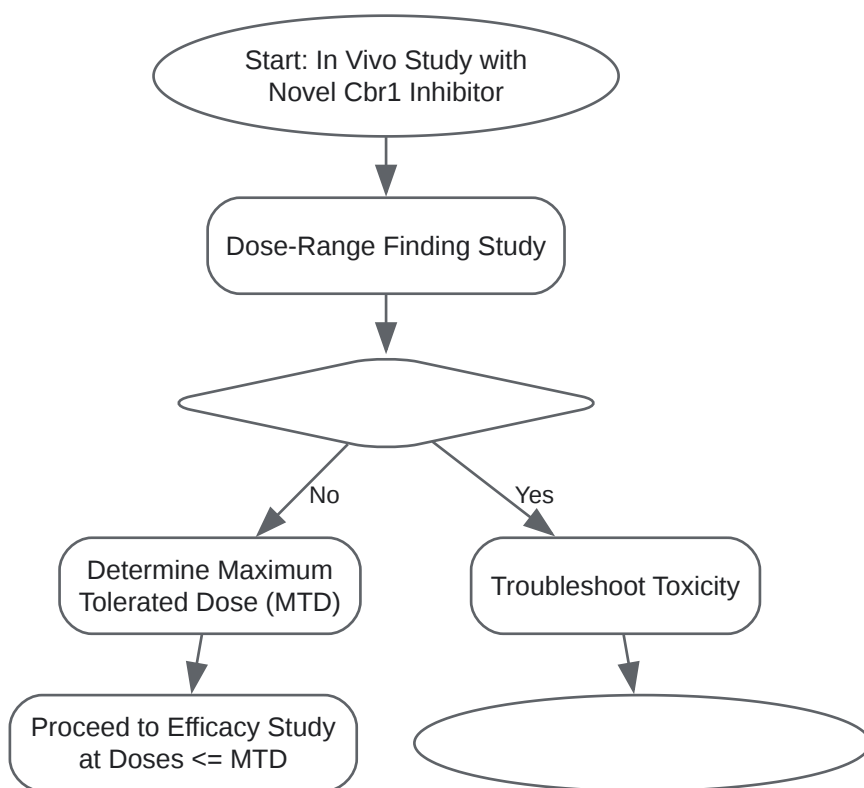 Start: In Vivo Study with
Novel Cbr1 Inhibitor
Dose-Range Finding Study
No
Yes
Determine Maximum
Tolerated Dose (MTD)
Troubleshoot Toxicity
Proceed to Efficacy Study
at Doses <= MTD